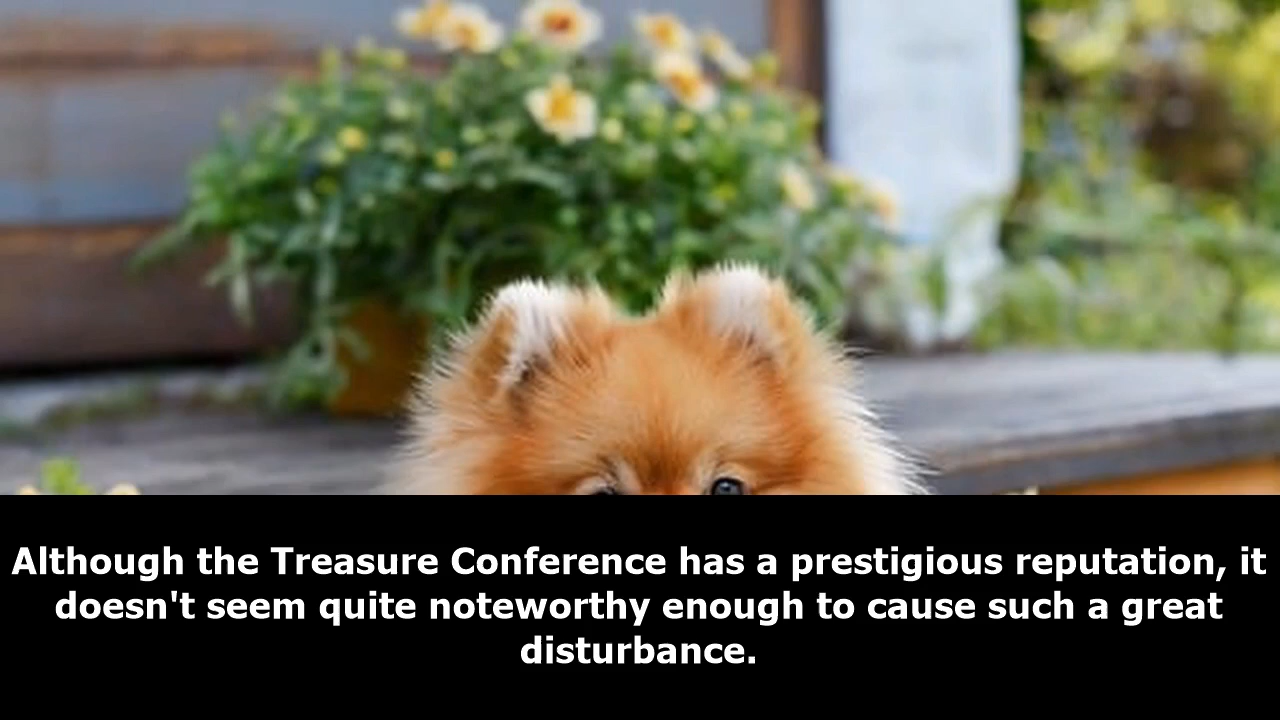 Although the Treasure Conference has a prestigious reputation, it
doesn't seem quite noteworthy enough to cause such a great
disturbance.